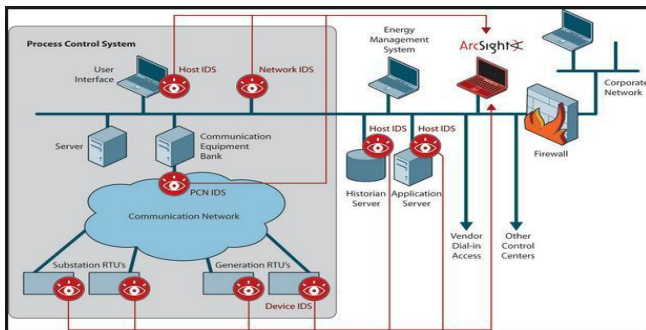 Process Control System
User
Interface
Host IDS
Network IDS
Energy
Management
System
ArcSight
Corporate
Network
Server
Communication
Equipment
Bank
Host IDS
Host IDS
Firewall
PCN IDS
Historian
Server
Application
Server
Communication Network
Vendor
Dial-in
Access
Other
Control
Centers
Substation RTU's
Generation RTU's
Device IDS